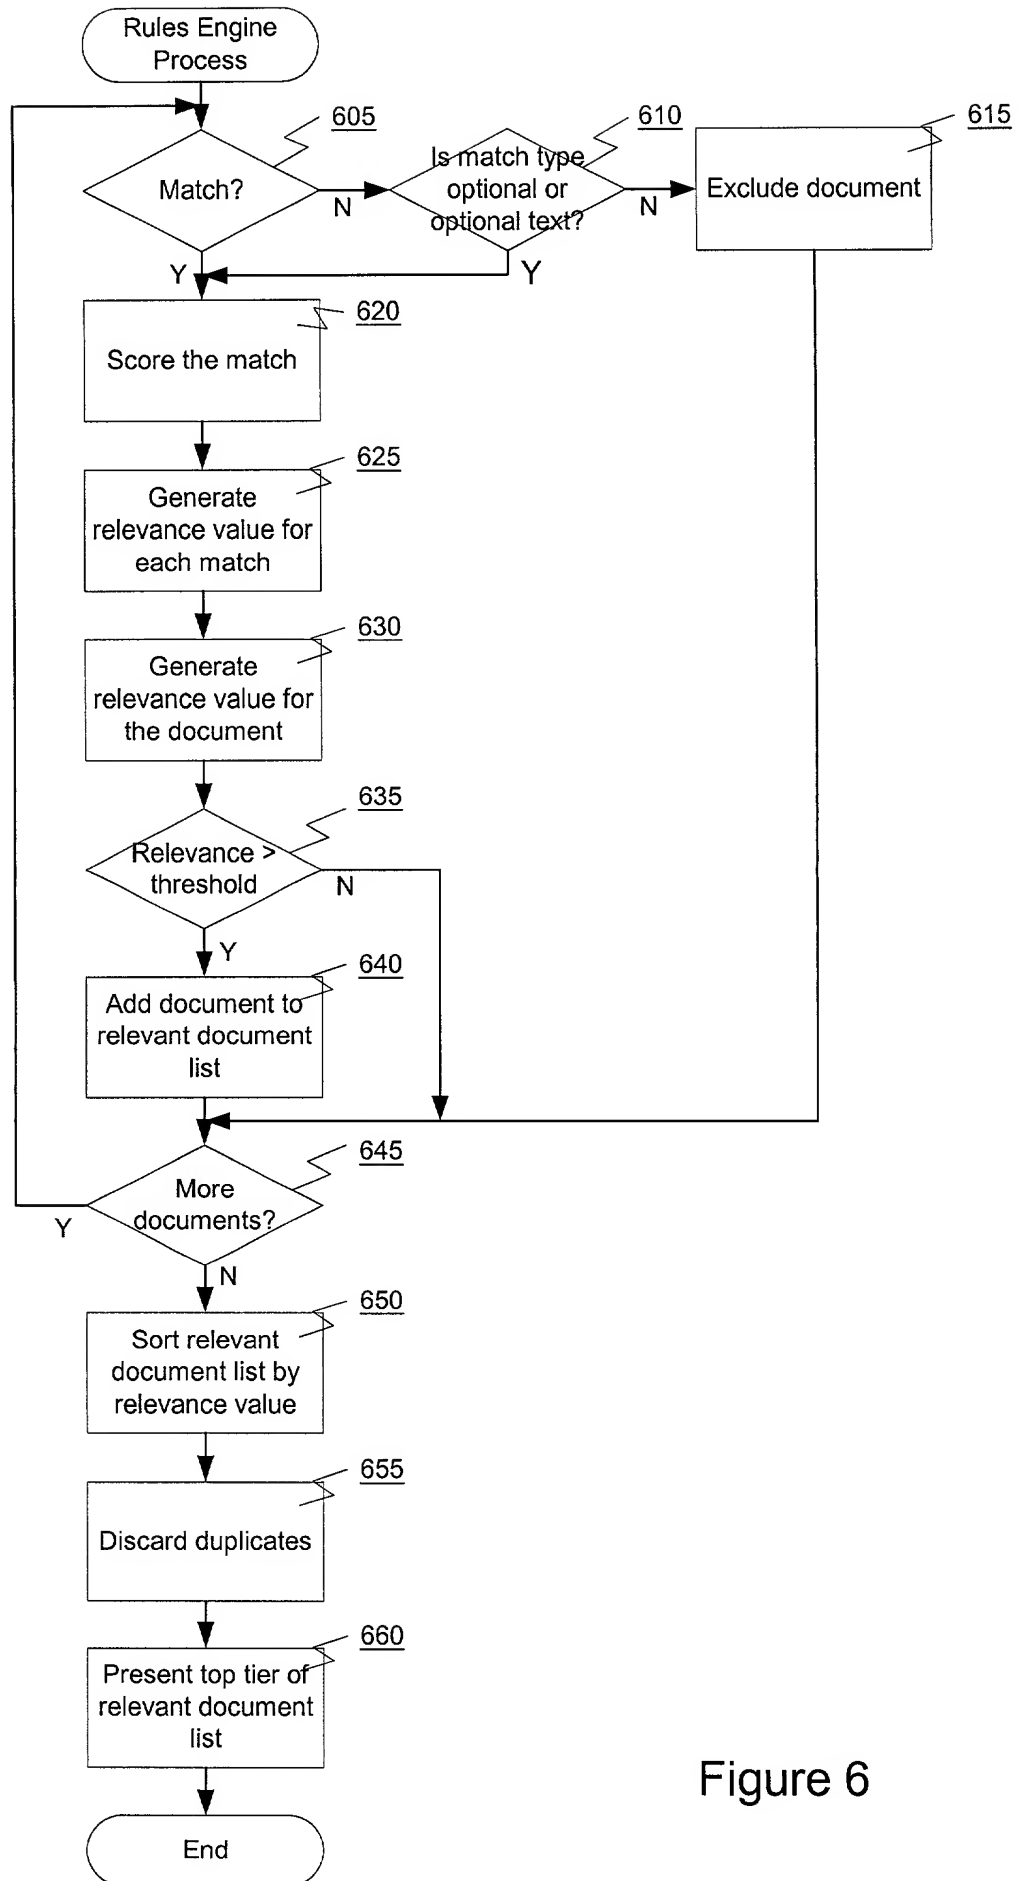 Rules Engine
Process
605
610
615
Match?
N
Is match type
optional or
optional text?
N
Exclude document
Y
Y
620
Score the match
625
Generate
relevance value for
each match
630
Generate
relevance value for
the document
635
Relevance >
threshold
N
Y
640
Add document to
relevant document
list
645
More
documents?
Y
N
650
Sort relevant
document list by
relevance value
655
Discard duplicates
660
Present top tier of
relevant document
list
Figure 6
End